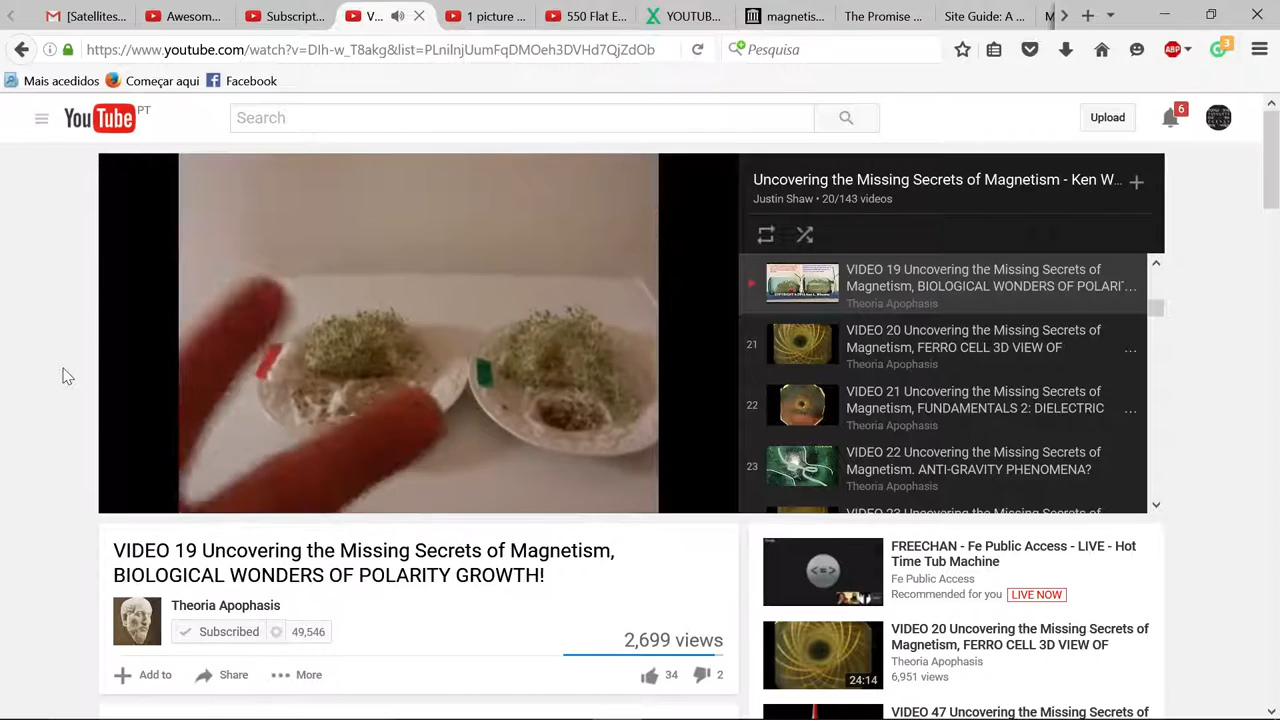 [Satellites...
Awesom...
Subscript...
V...
1 picture ...
550 Flat E...
YOUTUB...
magnetis...
The Promise ...
Site Guide: A ...
M
https://www.youtube.com/watch?v=DIh-w_T8akg&list=PLnilnjUumFqDMOeh3DVHd7QjZdOb
Pesquisa
ABP
3
Mais acedidos
Começar aqui
Facebook
YouTube PT
Search
Upload
6
Uncovering the Missing Secrets of Magnetism - Ken W...
Justin Shaw • 20/143 videos
VIDEO 19 Uncovering the Missing Secrets of
Magnetism, BIOLOGICAL WONDERS OF POLARI...
Theoria Apophasis
21
VIDEO 20 Uncovering the Missing Secrets of
Magnetism, FERRO CELL 3D VIEW OF ...
Theoria Apophasis
22
VIDEO 21 Uncovering the Missing Secrets of
Magnetism, FUNDAMENTALS 2: DIELECTRIC ...
Theoria Apophasis
23
VIDEO 22 Uncovering the Missing Secrets of
Magnetism. ANTI-GRAVITY PHENOMENA?
Theoria Apophasis
VIDEO 23 Uncovering the Missing Secrets of
VIDEO 19 Uncovering the Missing Secrets of Magnetism,
BIOLOGICAL WONDERS OF POLARITY GROWTH!
Theoria Apophasis
Subscribed 49,546
2,699 views
Add to Share More 34 2
FREECHAN - Fe Public Access - LIVE - Hot
Time Tub Machine
Fe Public Access
Recommended for you LIVE NOW
VIDEO 20 Uncovering the Missing Secrets of
Magnetism, FERRO CELL 3D VIEW OF
Theoria Apophasis
6,951 views
24:14
VIDEO 47 Uncovering the Missing Secrets of